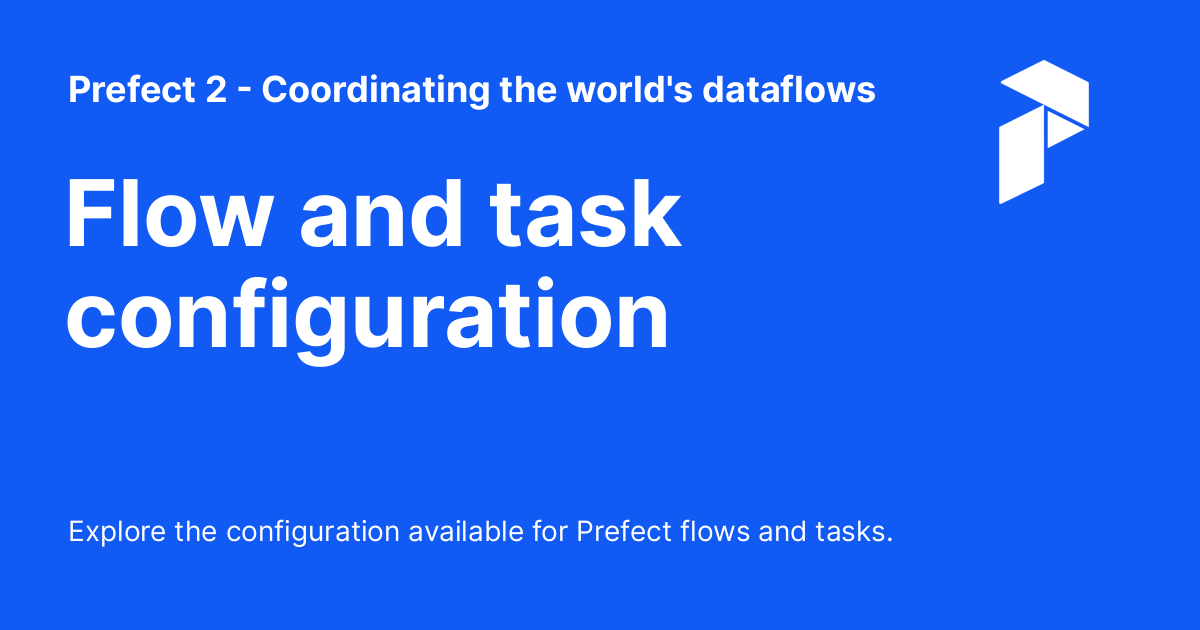 Prefect 2 - Coordinating the world's dataflows
Flow and task
configuration
Explore the configuration available for Prefect flows and tasks.